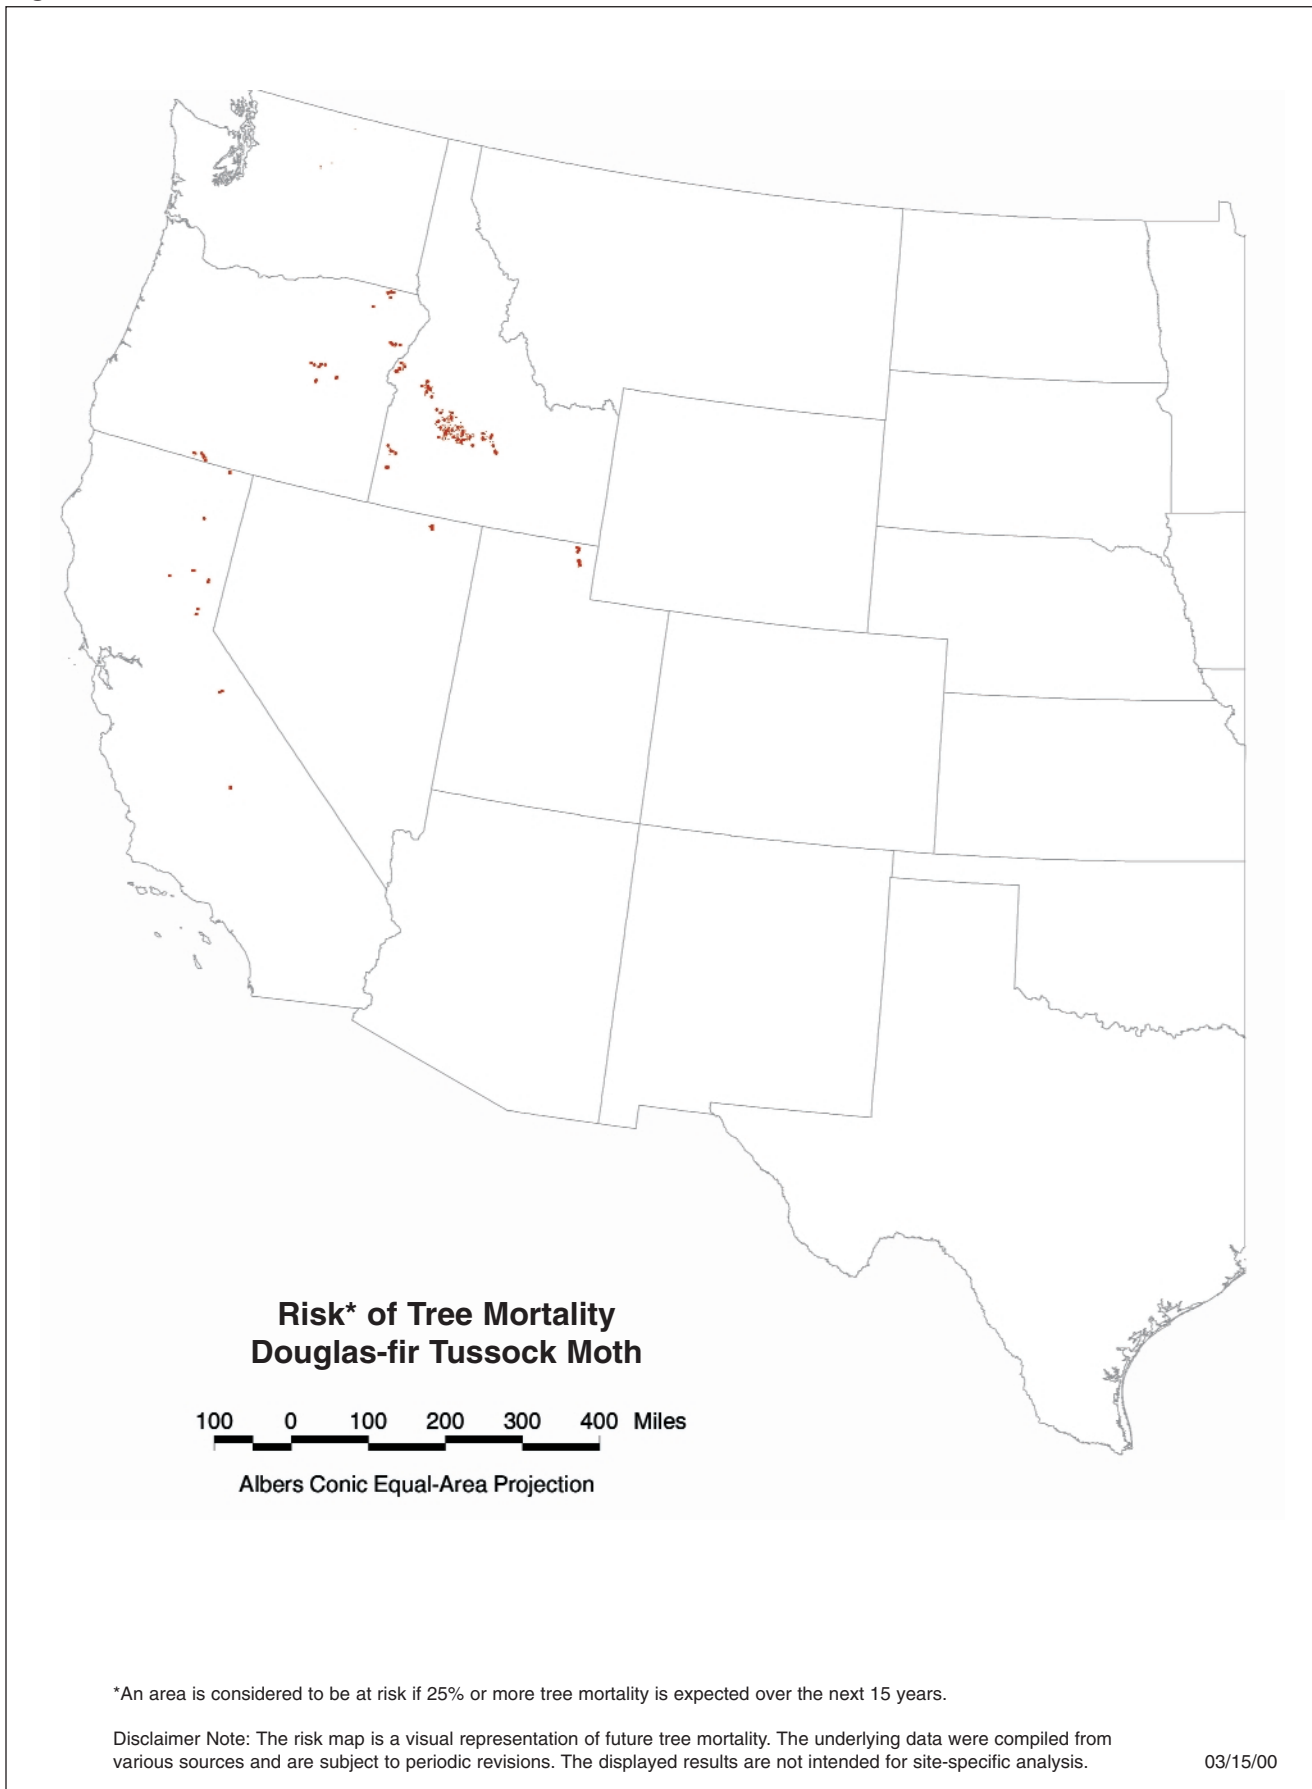 Risk* of Tree Mortality
Douglas-fir Tussock Moth
100 0 100 200 300 400 Miles
Albers Conic Equal-Area Projection
*An area is considered to be at risk if 25% or more tree mortality is expected over the next 15 years.
Disclaimer Note: The risk map is a visual representation of future tree mortality. The underlying data were compiled from
various sources and are subject to periodic revisions. The displayed results are not intended for site-specific analysis. 03/15/00